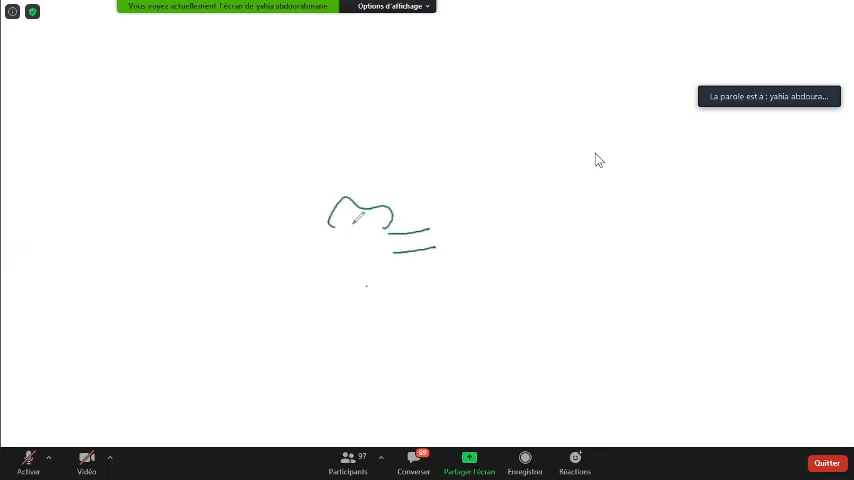 Vous voyez actuellement l'écran de yahia abdouralimane
Options d'affichage
La parole est à : yahia abdoura...
97
69
Activer
Vidéo
Participants
Converser
Partager l'écran
Enregistrer
Réactions
Quitter